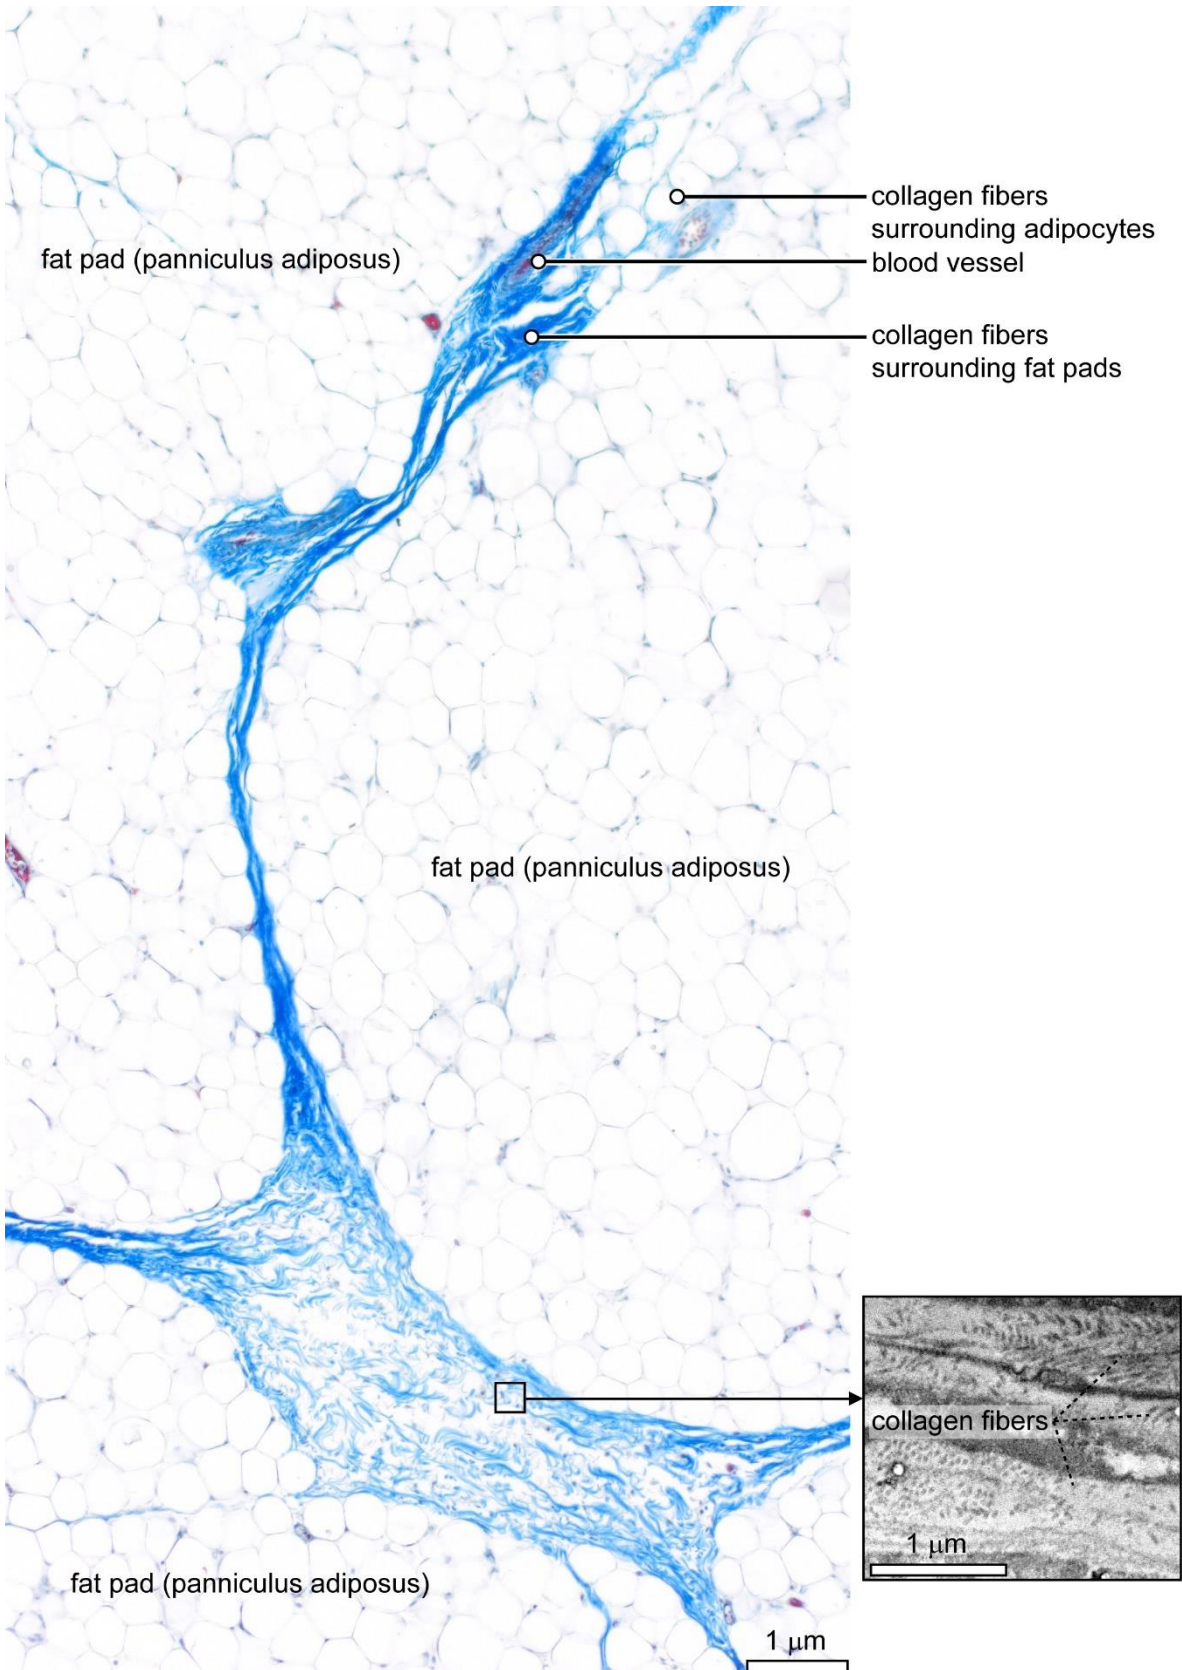 collagen fibers
surrounding adipocytes
fat pad (panniculus adiposus)
blood vessel
collagen fibers
surrounding fat pads
fat pad (panniculus adiposus)
collagen fibers
1 μm
fat pad (panniculus adiposus)
1 μm